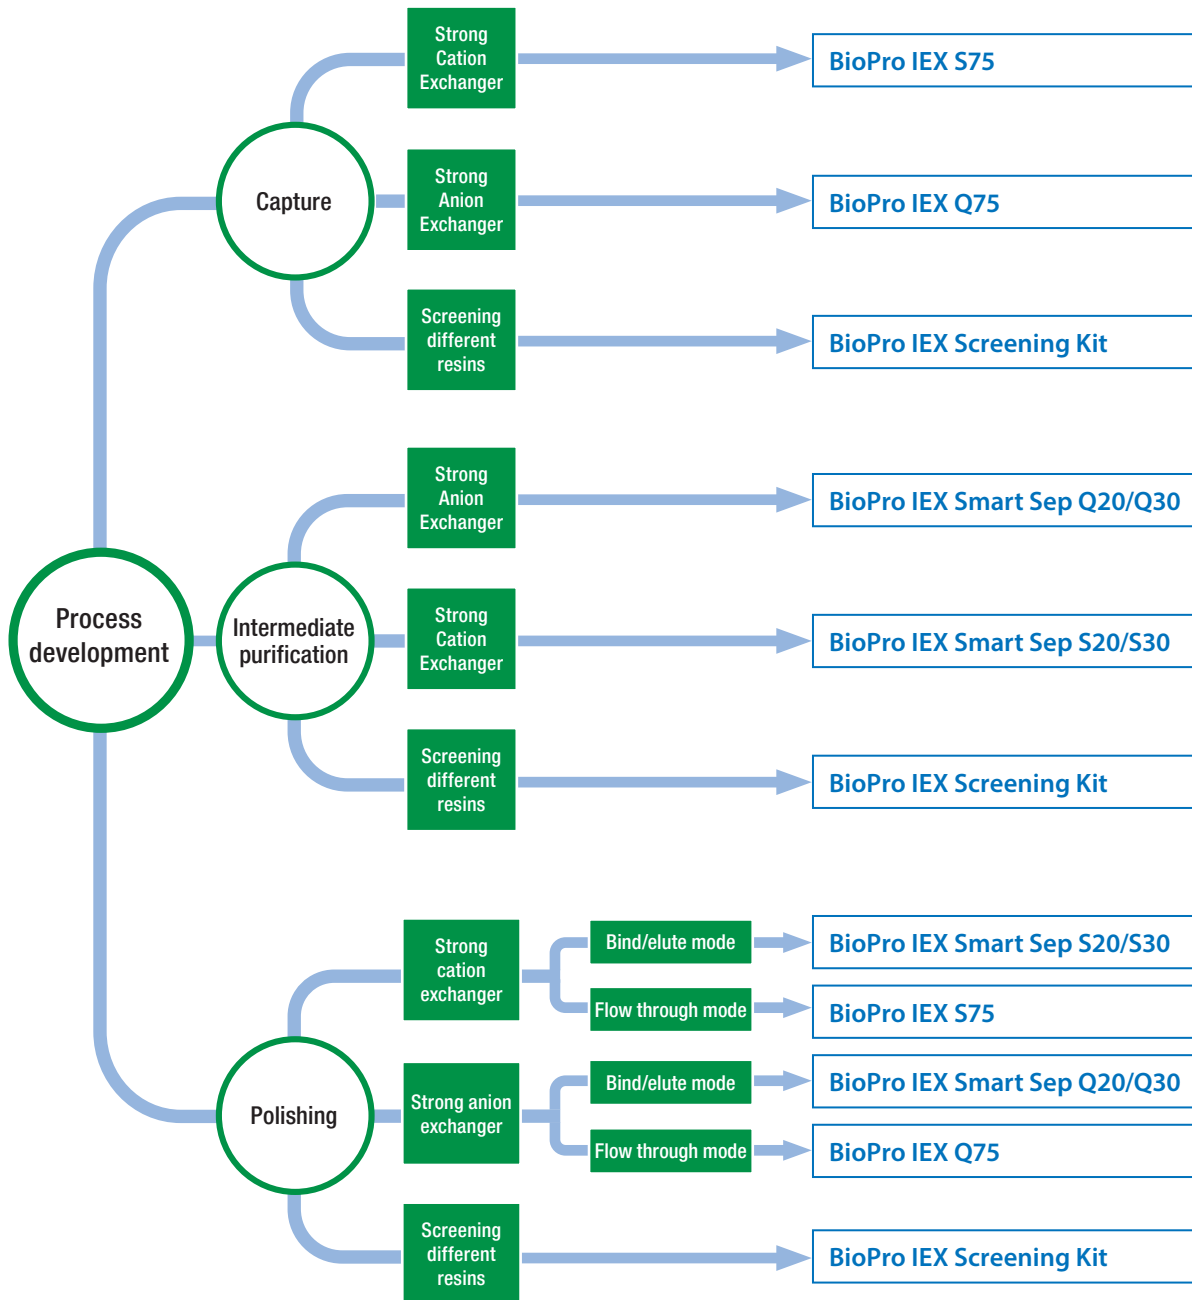 Strong
Cation
Exchanger
BioPro IEX S75
Capture
Strong
Anion
Exchanger
BioPro IEX Q75
Screening
different
resins
BioPro IEX Screening Kit
Process
development
Intermediate
purification
Strong
Anion
Exchanger
BioPro IEX Smart Sep Q20/Q30
Strong
Cation
Exchanger
BioPro IEX Smart Sep S20/S30
Screening
different
resins
BioPro IEX Screening Kit
Polishing
Strong
cation
exchanger
Bind/elute mode
BioPro IEX Smart Sep S20/S30
Flow through mode
BioPro IEX S75
Strong anion
exchanger
Bind/elute mode
BioPro IEX Smart Sep Q20/Q30
Flow through mode
BioPro IEX Q75
Screening
different
resins
BioPro IEX Screening Kit